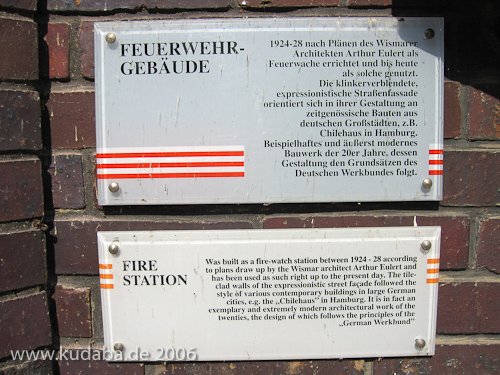 FEUERWEHR-
GEBÄUDE
1924-28 nach Plänen des Wismarer
Architekten Arthur Eulert als
Feuerwache errichtet und bis heute
als solche genutzt.
Die klinkerverblendete,
expressionistische Straßenfassade
orientiert sich in ihrer Gestaltung an
zeitgenössische Bauten aus
deutschen Großstädten, z.B.
Chilehaus in Hamburg.
Beispielhaftes und äußerst modernes
Bauwerk der 20er Jahre, dessen
Gestaltung den Grundsätzen des
Deutschen Werkbundes folgt.
FIRE
STATION
Was built as a fire-watch station between 1924 - 28 according
to plans draw up by the Wismar architect Arthur Eulert and
has been used as such right up to the present day. The tile-
clad walls of the expressionistic street façade followed the
style of various contemporary buildings in large German
cities, e.g. the „Chilehaus" in Hamburg. It is in fact an
exemplary and extremely modern architectural work of the
twenties, the design of which follows the principles of the
„German Werkbund"
www.kudaba.de 2006